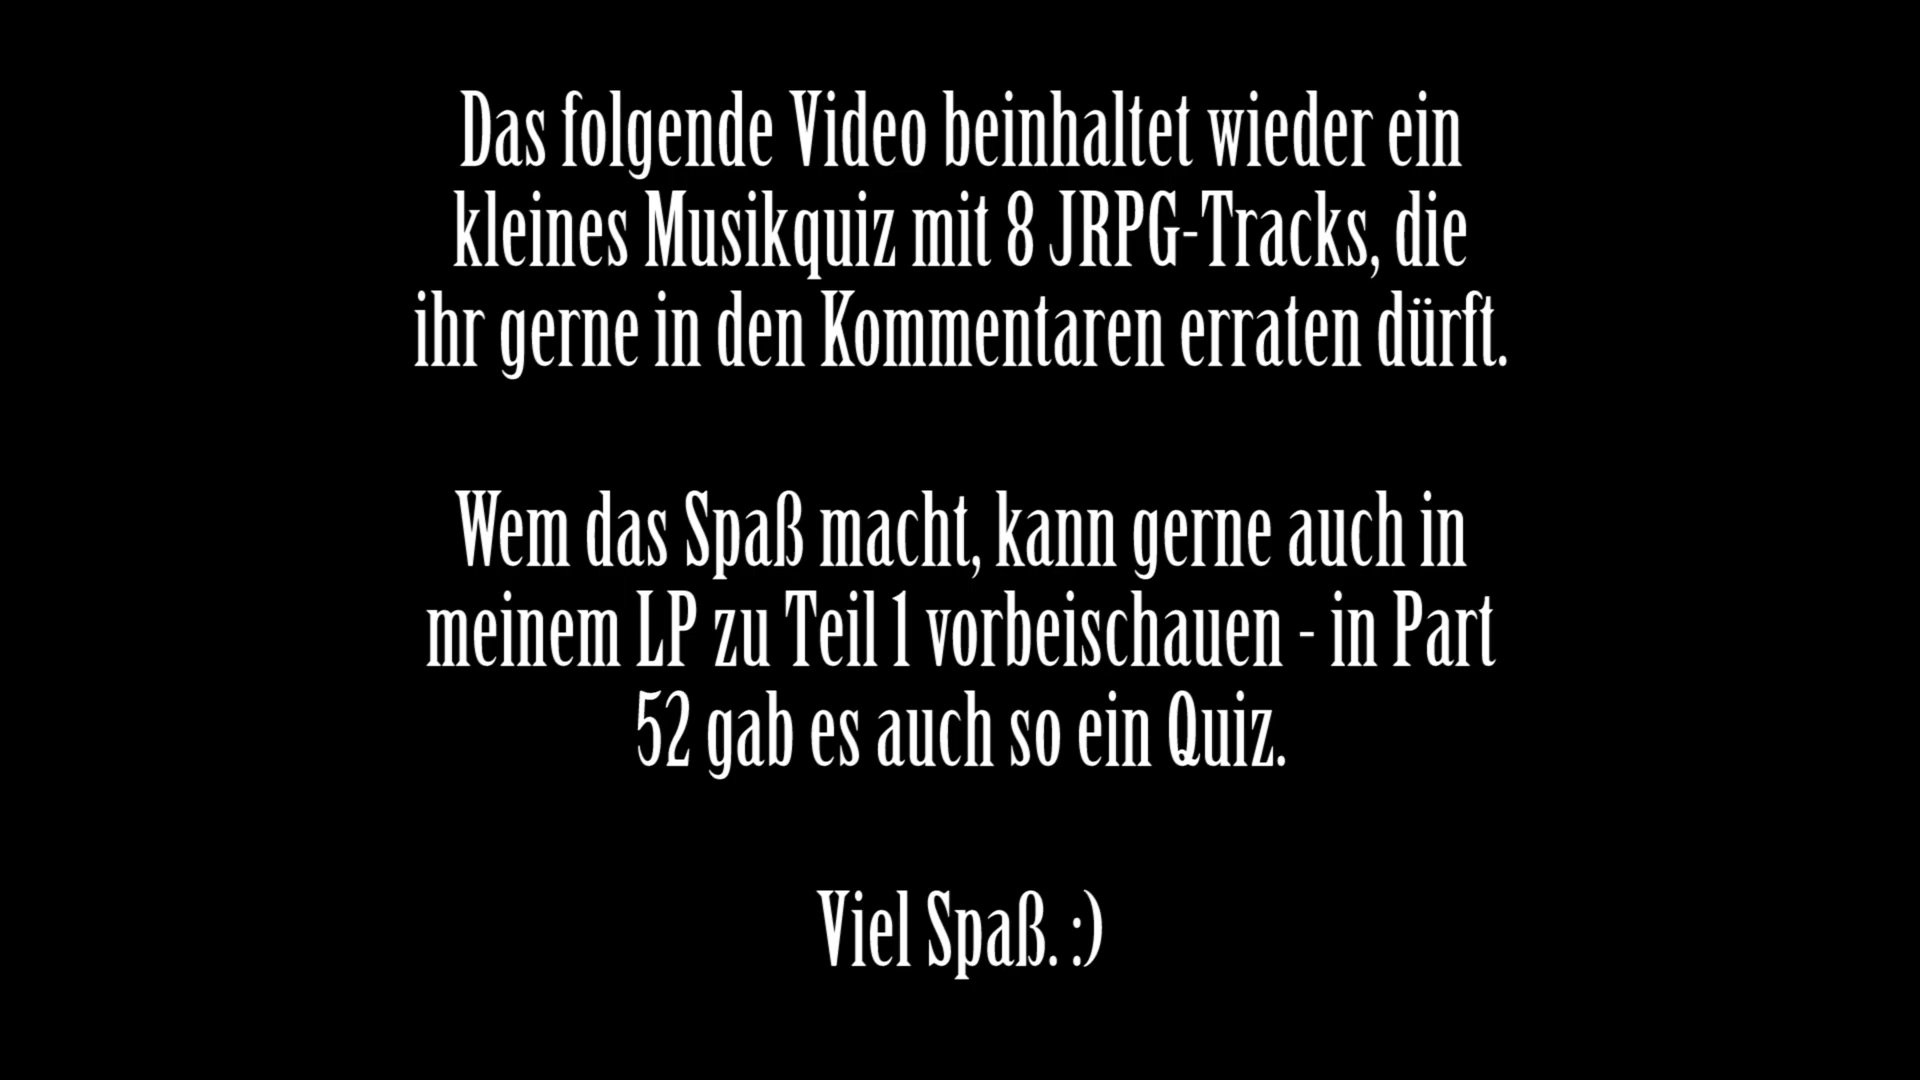 Das folgende Video beinhaltet wieder ein
kleines Musikquiz mit 8 JRPG-Tracks, die
ihr gerne in den Kommentaren erraten dürft.
Wem das Spaß macht, kann gerne auch in
meinem LP zu Teil 1 vorbeischauen - in Part
52 gab es auch so ein Quiz.
Viel Spaß. :)